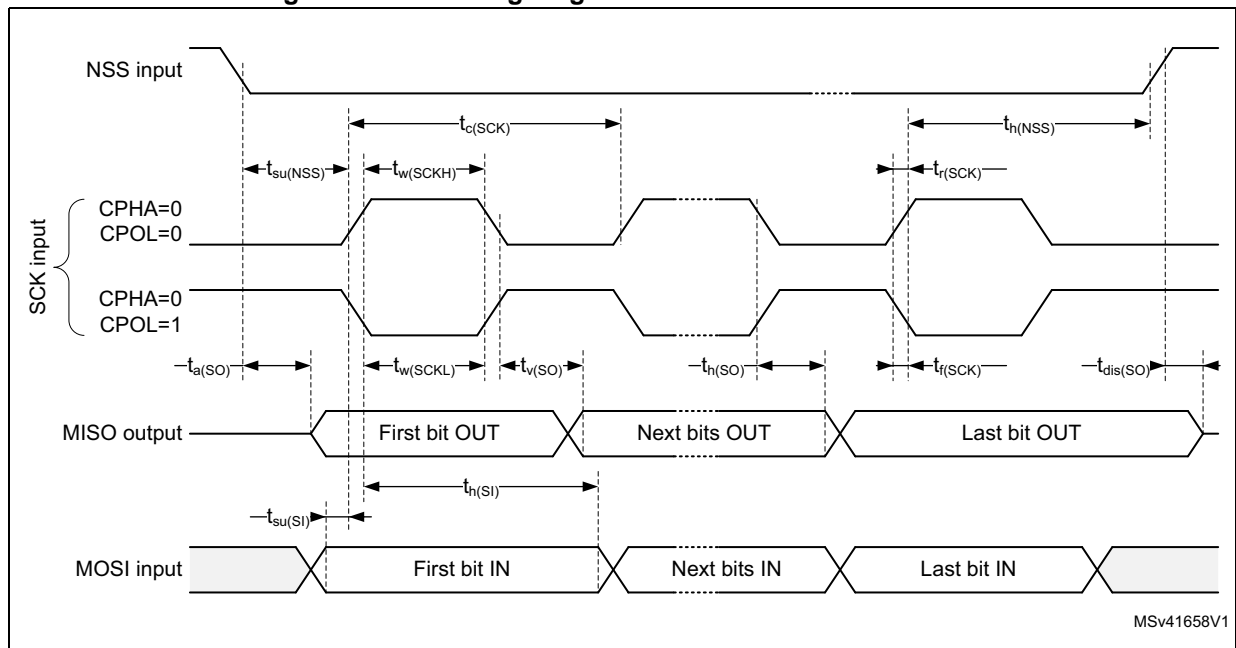 NSS input
tc(SCK)
th(NSS)
tsu(NSS)
tw(SCKH)
tr(SCK)
SCK input
CPHA=0
CPOL=0
CPHA=0
CPOL=1
ta(SO)
tw(SCKL)
tv(SO)
th(SO)
tf(SCK)
tdis(SO)
MISO output
First bit OUT
Next bits OUT
Last bit OUT
th(SI)
tsu(SI)
MOSI input
First bit IN
Next bits IN
Last bit IN
MSv41658V1